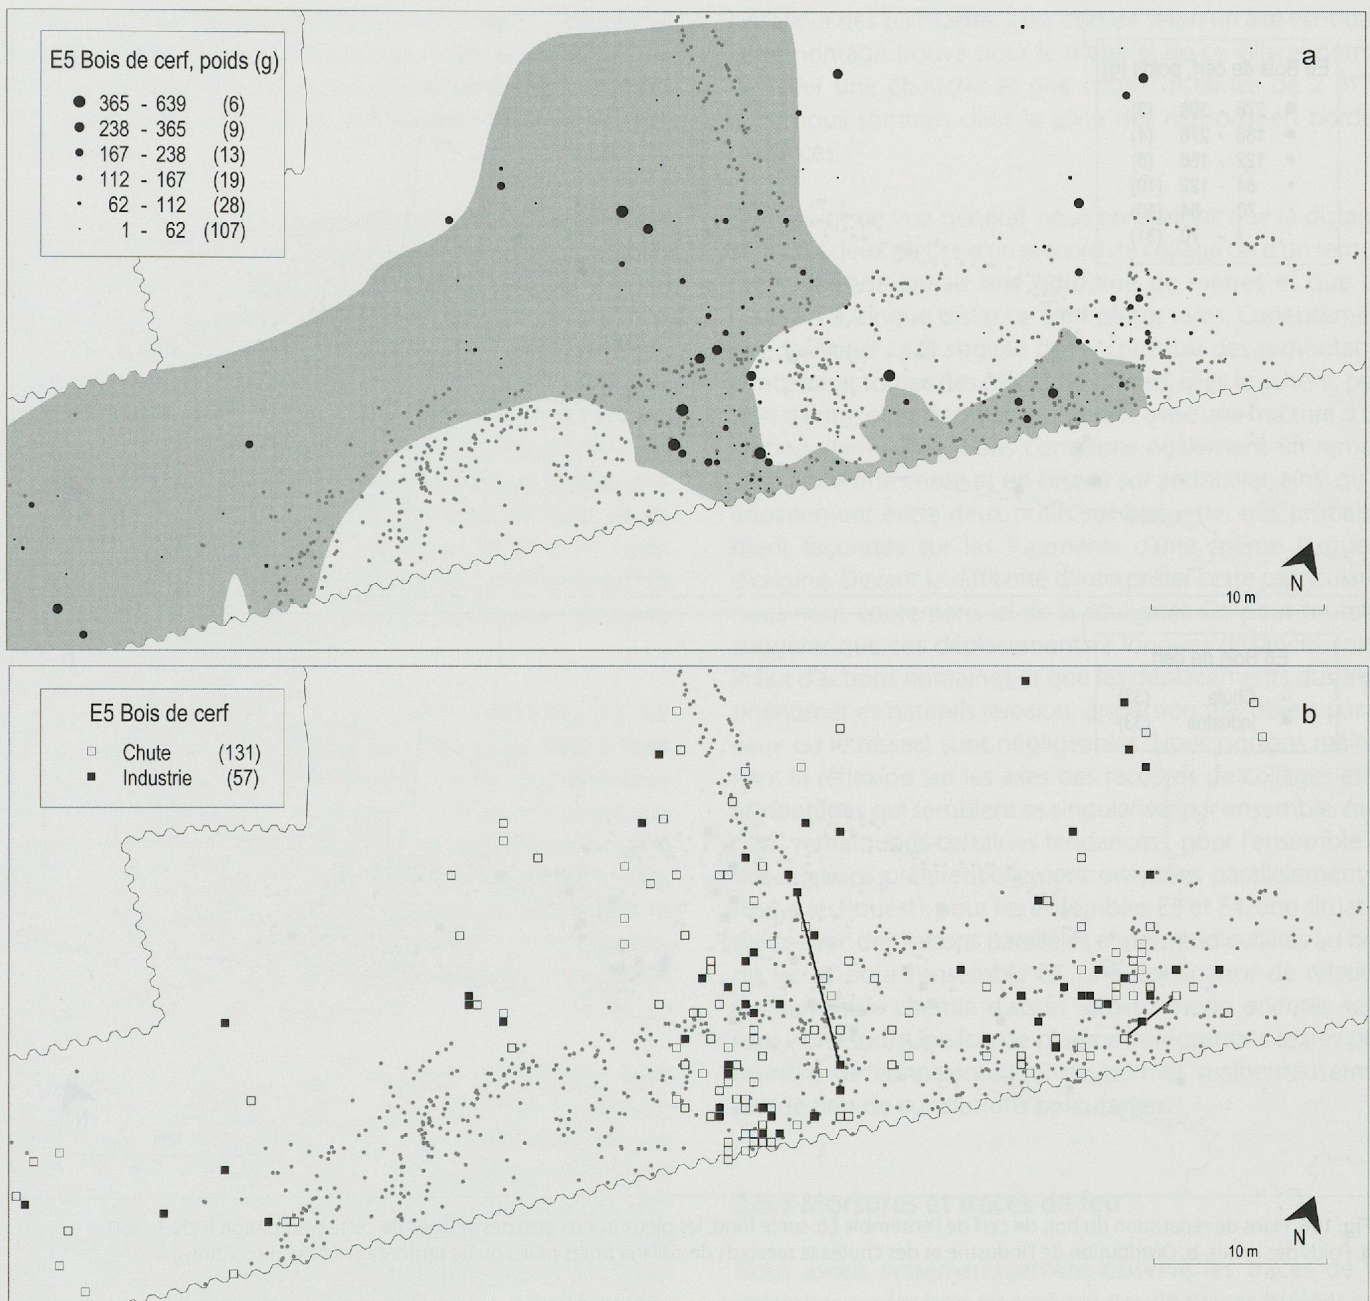 a
E5 Bois de cerf, poids (g)
365 - 639 (6)
238 - 365 (9)
167 - 238 (13)
112 - 167 (19)
62 - 112 (28)
1 - 62 (107)
N
10 m
b
E5 Bois de cerf
Chute (131)
Industrie (57)
N
10 m